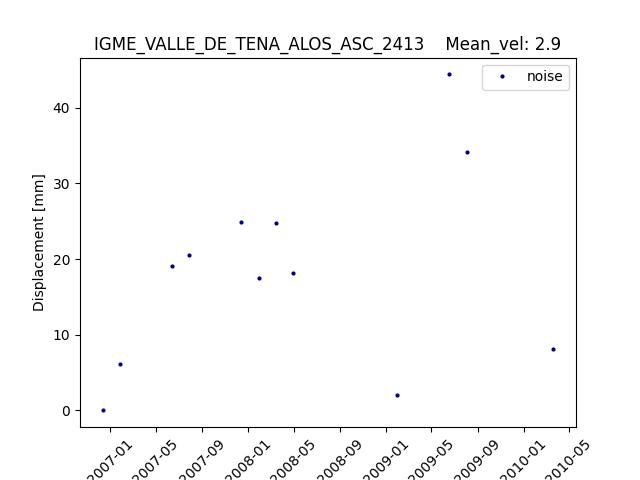 IGME_VALLE_DE_TENA_ALOS_ASC_2413 Mean_vel: 2.9
noise
Displacement [mm]
40
30
20
10
0
2007-01 2007-05 2007-09 2008-01 2008-05 2008-09 2009-01 2009-05 2009-09 2010-01 2010-05